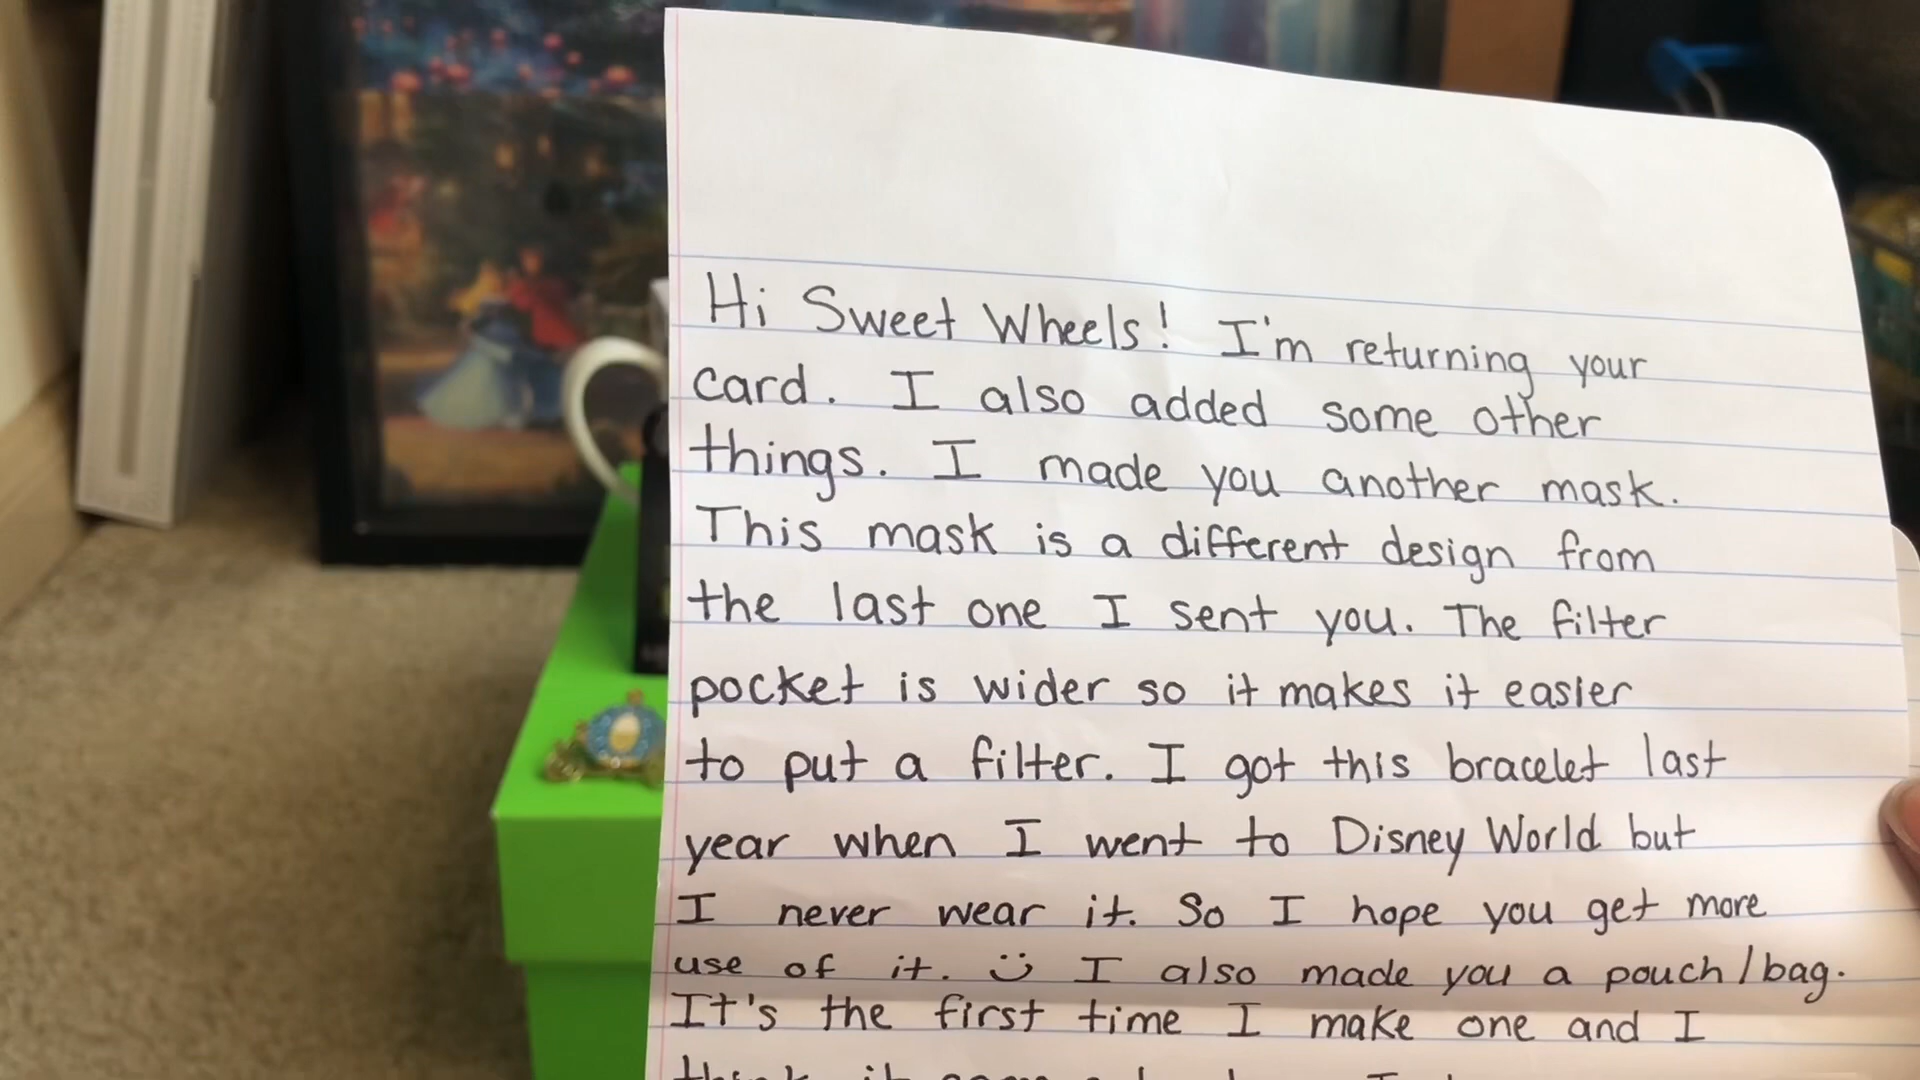 Hi Sweet Wheels! I'm returning your
card. I also added some other
things. I made you another mask.
This mask is a different design from
the last one I sent you. The filter
pocket is wider so it makes it easier
to put a filter. I got this bracelet last
year when I went to Disney World but
I never wear it. So I hope you get more
use of it. :) I also made you a pouch/bag.
It's the first time I make one and I
think it